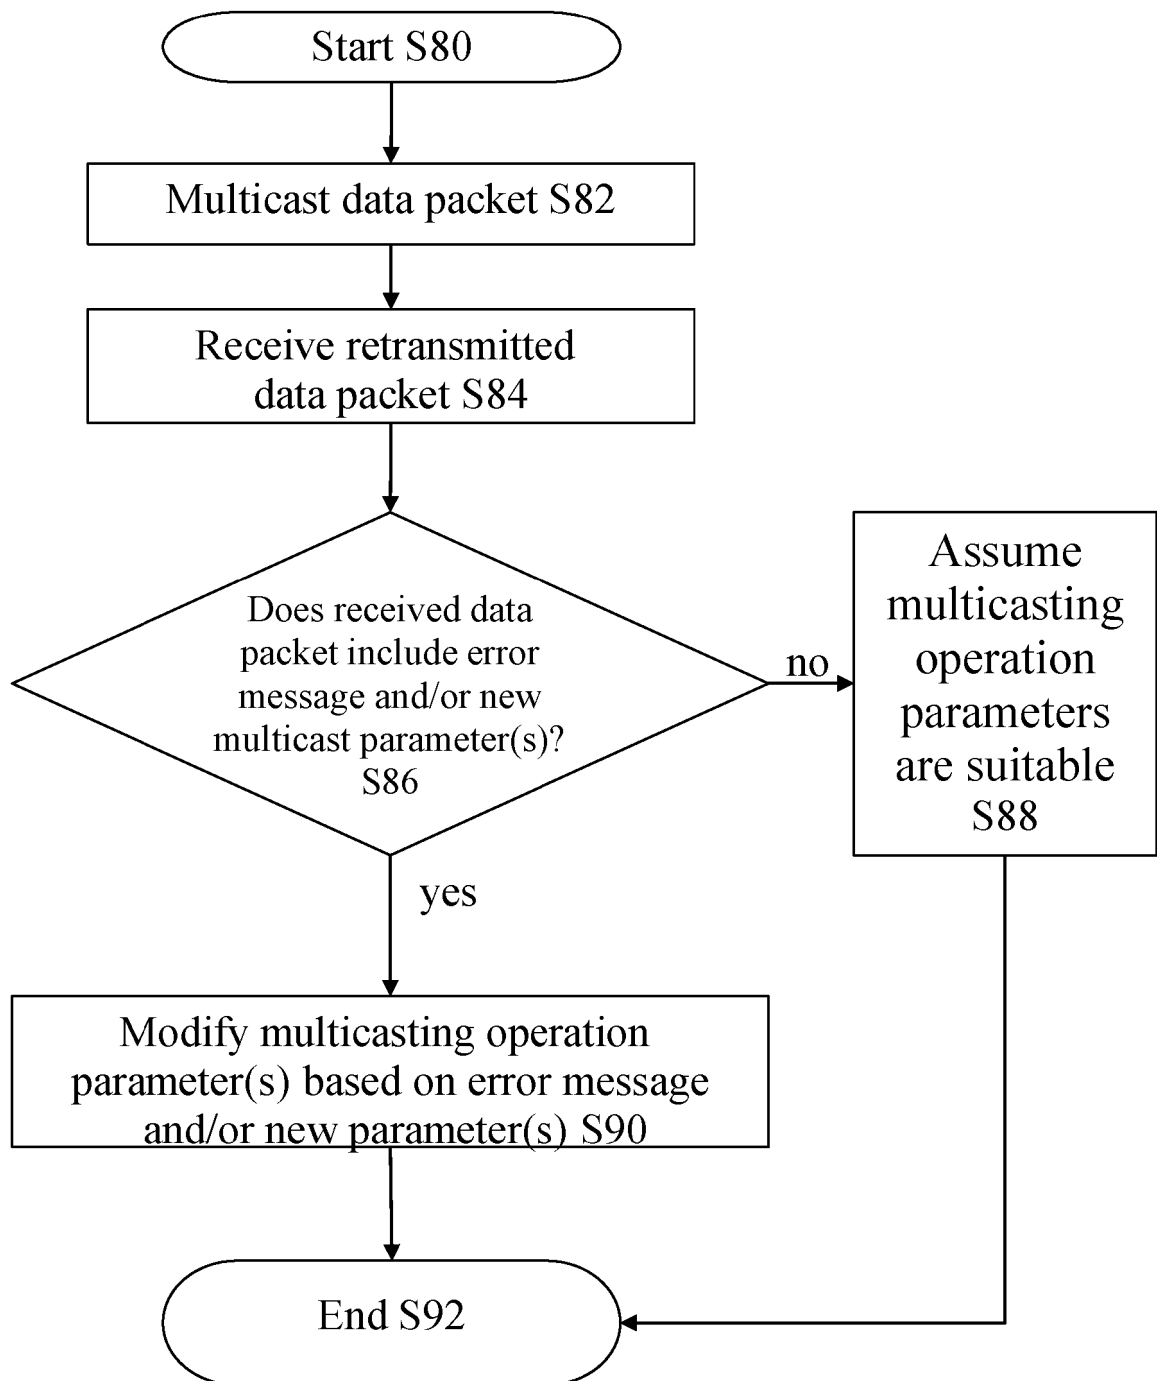 Start S80
Multicast data packet S82
Receive retransmitted
data packet S84
Does received data
packet include error
message and/or new
multicast parameter(s)?
S86
no
Assume
multicasting
operation
parameters
are suitable
S88
yes
Modify multicasting operation
parameter(s) based on error message
and/or new parameter(s) S90
End S92